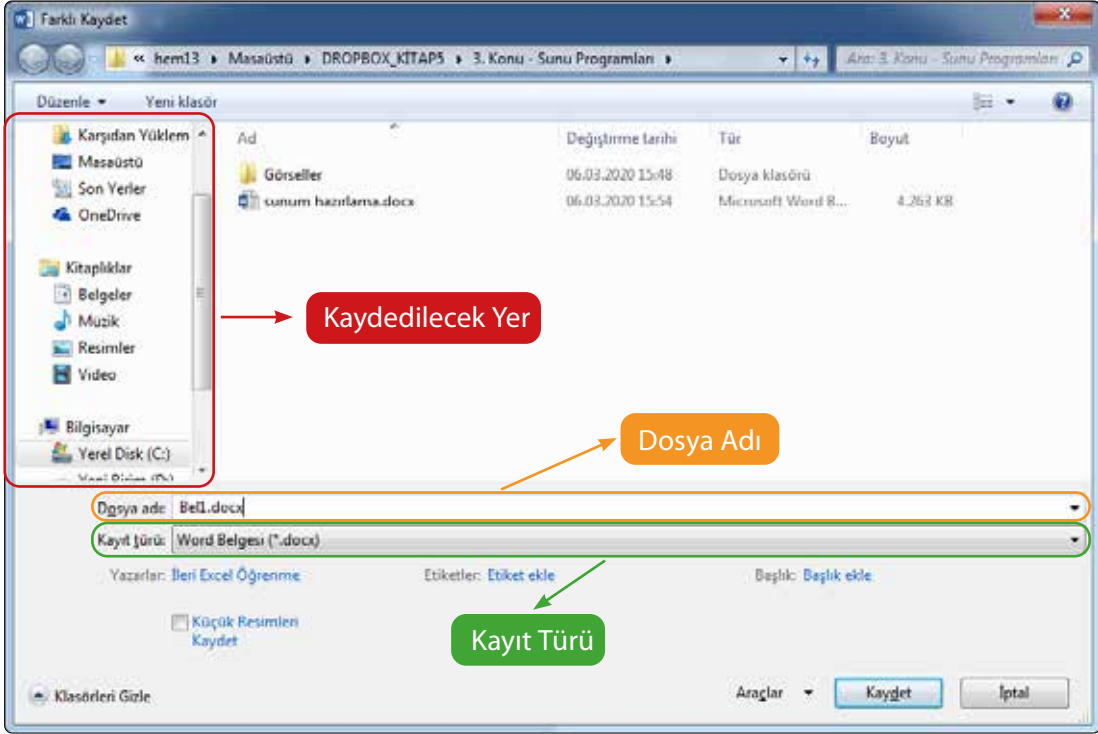 Farklı Kaydet
« hem13 ▸ Masaüstü ▸ DROPBOX_KİTAP5 ▸ 3. Konu - Sunu Programları ▸
Ara: 3. Konu - Sunu Programları
Düzenle Yeni klasör
Karşıdan Yüklem
Masaüstü
Son Yerler
OneDrive
Kitaplıklar
Belgeler
Müzik
Resimler
Video
Bilgisayar
Yerel Disk (C:)
Yeni Birim (D:)
Ad Değiştirme tarihi Tür Boyut
Görseller 06.03.2020 15:48 Dosya klasörü
sunum hazırlama.docx 06.03.2020 15:54 Microsoft Word B... 4.263 KB
Kaydedilecek Yer
Dosya Adı
Dosya adı: Bel1.docx
Kayıt türü: Word Belgesi (*.docx)
Yazarlar: İleri Excel Öğrenme Etiketler: Etiket ekle Başlık: Başlık ekle
Küçük Resimleri
Kaydet
Kayıt Türü
Klasörleri Gizle Araçlar Kaydet İptal